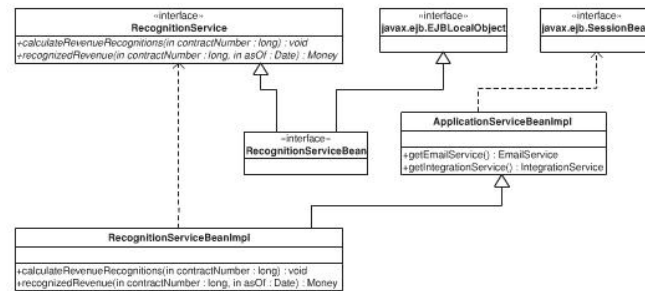 «interface»
RecognitionService
+calculateRevenueRecognitions(in contractNumber : long) : void
+recognizedRevenue(in contractNumber : long, in asOf : Date) : Money
«interface»
javax.ejb.EJBLocalObject
«interface»
javax.ejb.SessionBean
«interface»
RecognitionServiceBean
ApplicationServiceBeanImpl
+getEmailService() : EmailService
+getIntegrationService() : IntegrationService
RecognitionServiceBeanImpl
+calculateRevenueRecognitions(in contractNumber : long) : void
+recognizedRevenue(in contractNumber : long, in asOf : Date) : Money